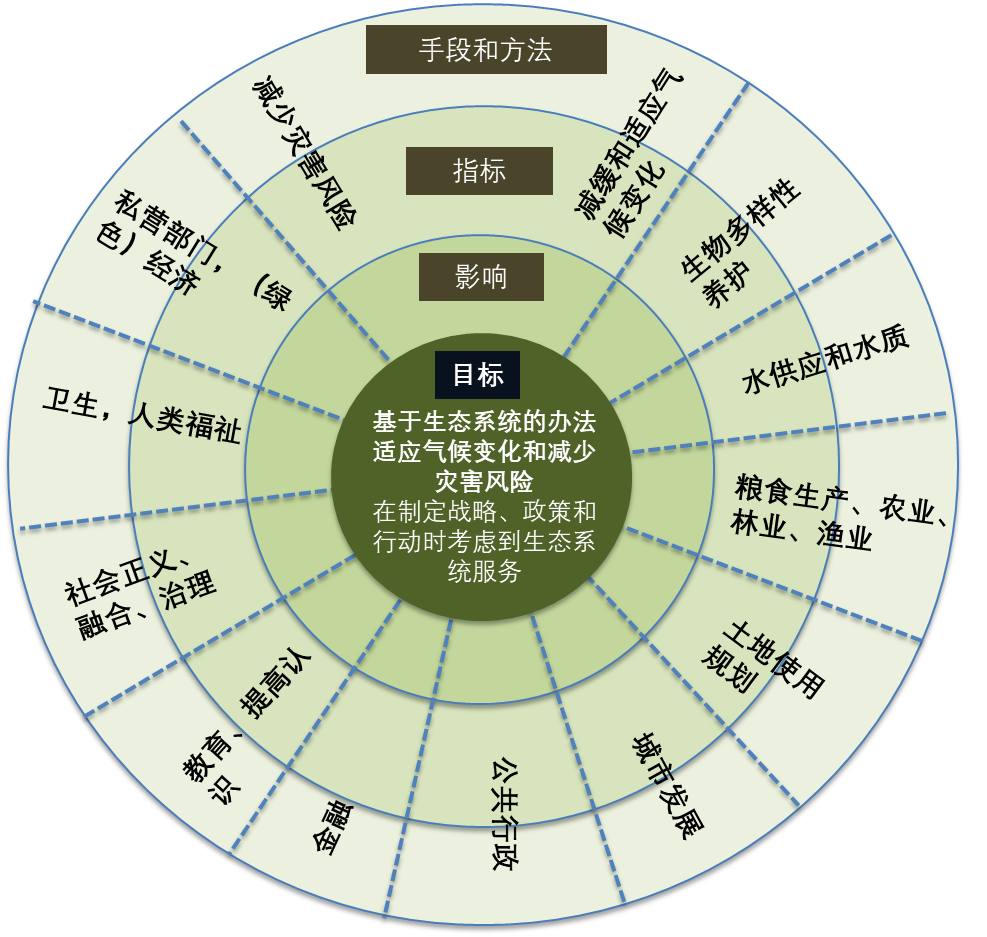 手段和方法
指标
影响
目标
基于生态系统的办法
适应气候变化和减少
灾害风险
在制定战略、政策和
行动时考虑到生态系
统服务
减少灾害风险
减缓和适应气
候变化
生物多样性
养护
水供应和水质
粮食生产、农业、
林业、渔业
土地使用
规划
城市发展
公共行政
金融
教育、提高认
识
社会正义、
融合、治理
卫生，人类福祉
私营部门，（绿
色）经济